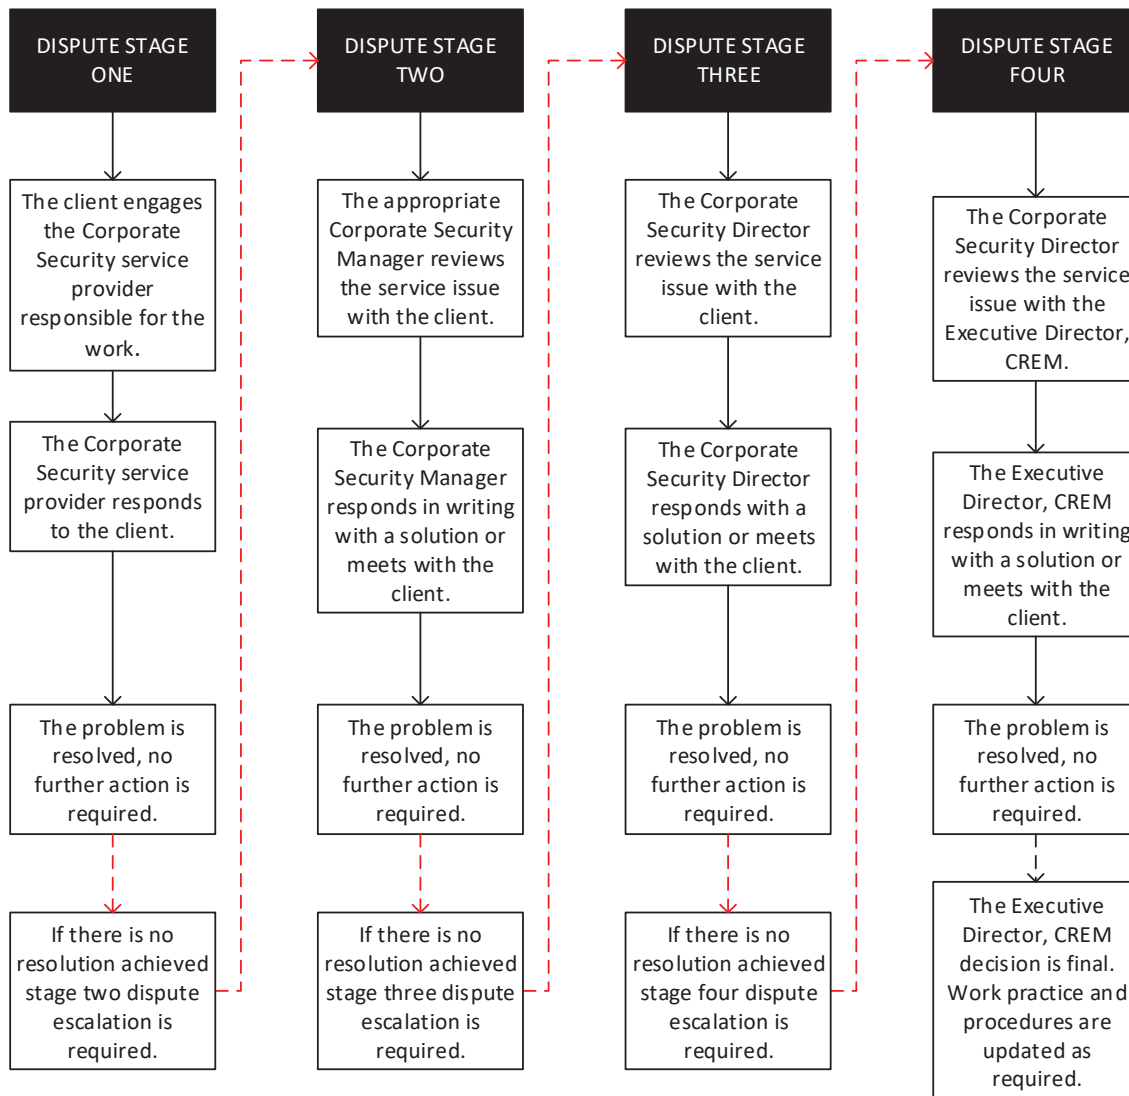 DISPUTE STAGE
ONE
The client engages
the Corporate
Security service
provider
responsible for the
work.
The Corporate
Security service
provider responds
to the client.
The problem is
resolved, no
further action is
required.
If there is no
resolution achieved
stage two dispute
escalation is
required.
DISPUTE STAGE
TWO
The appropriate
Corporate Security
Manager reviews
the service issue
with the client.
The Corporate
Security Manager
responds in writing
with a solution or
meets with the
client.
The problem is
resolved, no
further action is
required.
If there is no
resolution achieved
stage three dispute
escalation is
required.
DISPUTE STAGE
THREE
The Corporate
Security Director
reviews the service
issue with the
client.
The Corporate
Security Director
responds with a
solution or meets
with the client.
The problem is
resolved, no
further action is
required.
If there is no
resolution achieved
stage four dispute
escalation is
required.
DISPUTE STAGE
FOUR
The Corporate
Security Director
reviews the service
issue with the
Executive Director,
CREM.
The Executive
Director, CREM
responds in writing
with a solution or
meets with the
client.
The problem is
resolved, no
further action is
required.
The Executive
Director, CREM
decision is final.
Work practice and
procedures are
updated as
required.